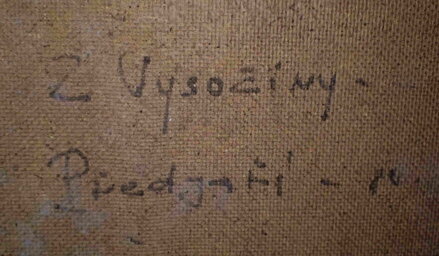 Z Vysočiny -
Předjaří -